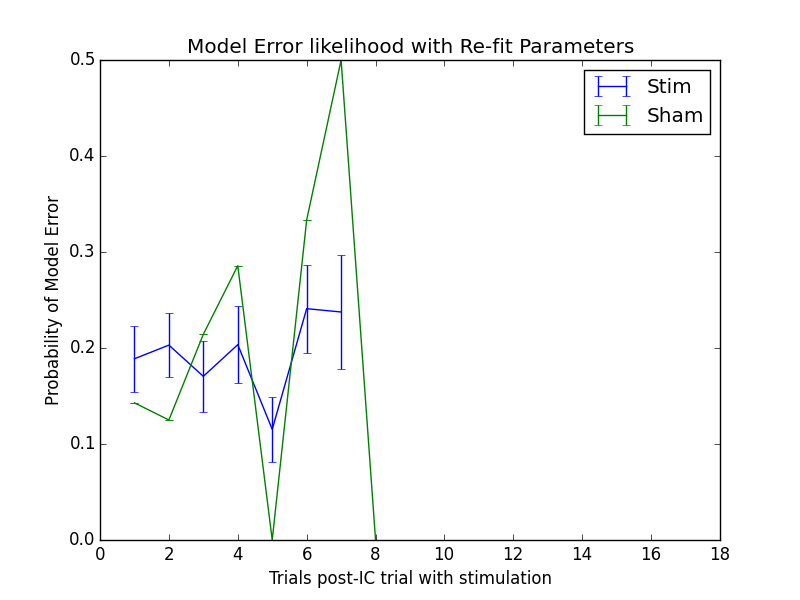 Model Error likelihood with Re-fit Parameters
Stim
Sham
Probability of Model Error
0.5
0.4
0.3
0.2
0.1
0.0
0 2 4 6 8 10 12 14 16 18
Trials post-IC trial with stimulation